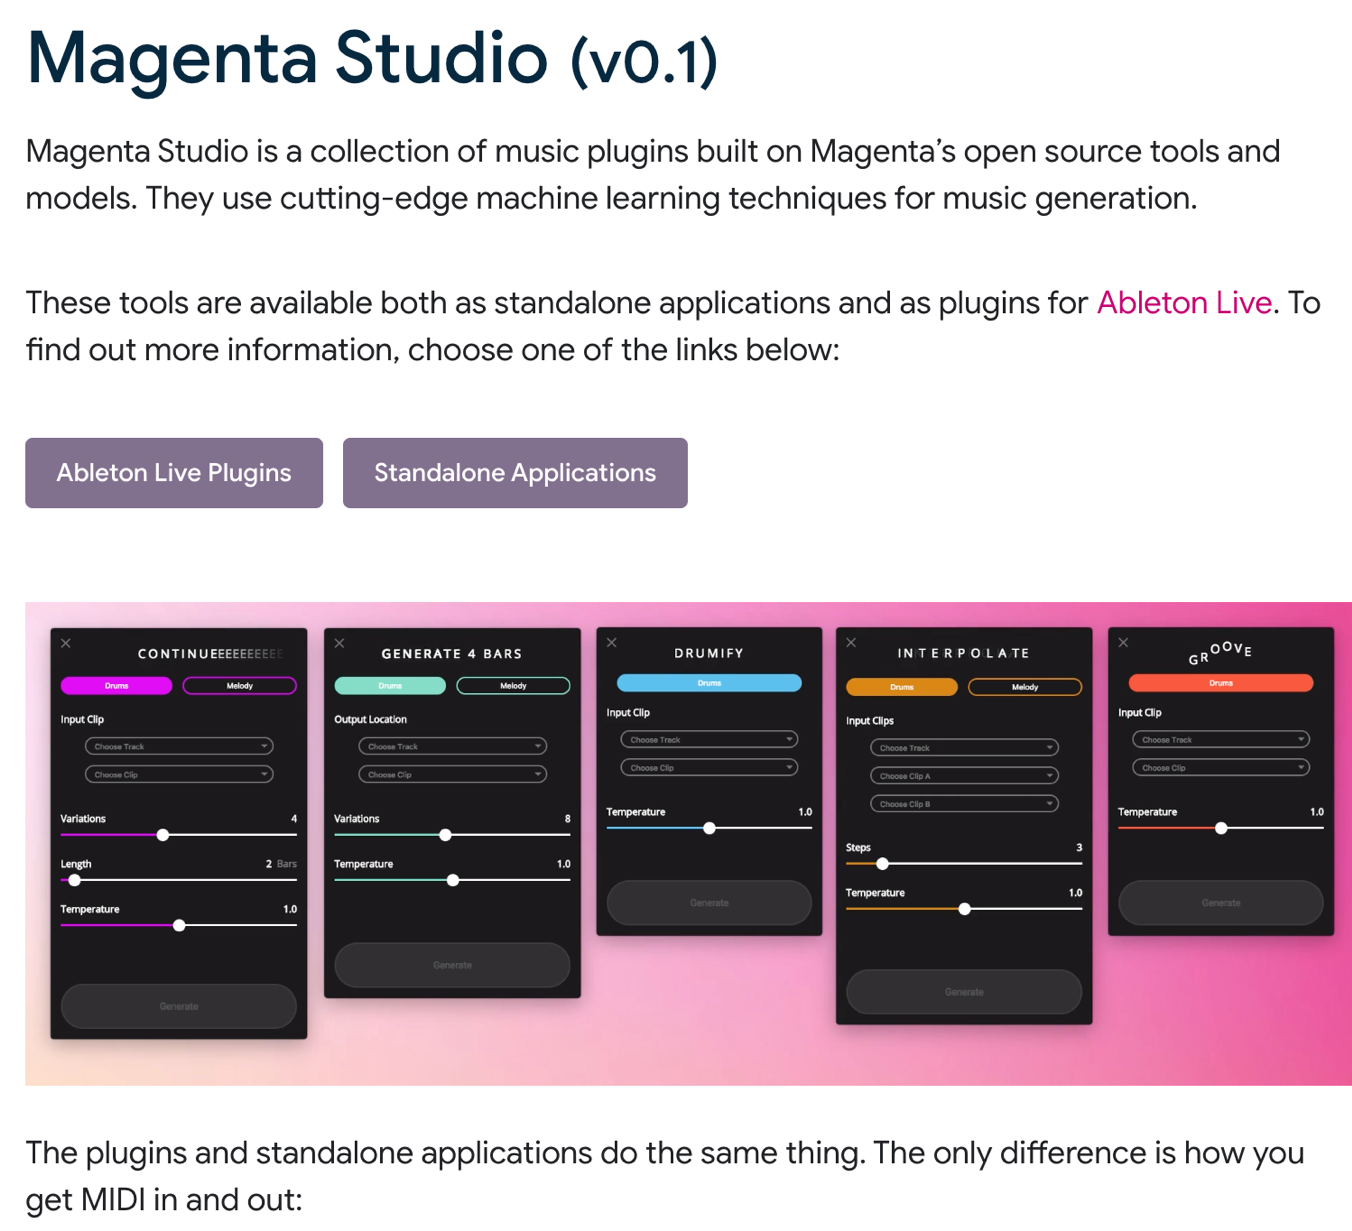 Magenta Studio (v0.1)
Magenta Studio is a collection of music plugins built on Magenta’s open source tools and
models. They use cutting-edge machine learning techniques for music generation.
These tools are available both as standalone applications and as plugins for Ableton Live. To
find out more information, choose one of the links below:
Ableton Live Plugins
Standalone Applications
CONTINUEEEEEEEEEE
Drums
Melody
Input Clip
Choose Track
Choose Clip
Variations 4
Length 2 Bars
Temperature 1.0
Generate
GENERATE 4 BARS
Drums
Melody
Output Location
Choose Track
Choose Clip
Variations 8
Temperature 1.0
Generate
DRUMIFY
Drums
Input Clip
Choose Track
Choose Clip
Temperature 1.0
Generate
INTERPOLATE
Drums
Melody
Input Clips
Choose Track
Choose Clip A
Choose Clip B
Steps 3
Temperature 1.0
Generate
GROOVE
Drums
Input Clip
Choose Track
Choose Clip
Temperature 1.0
Generate
The plugins and standalone applications do the same thing. The only difference is how you
get MIDI in and out: